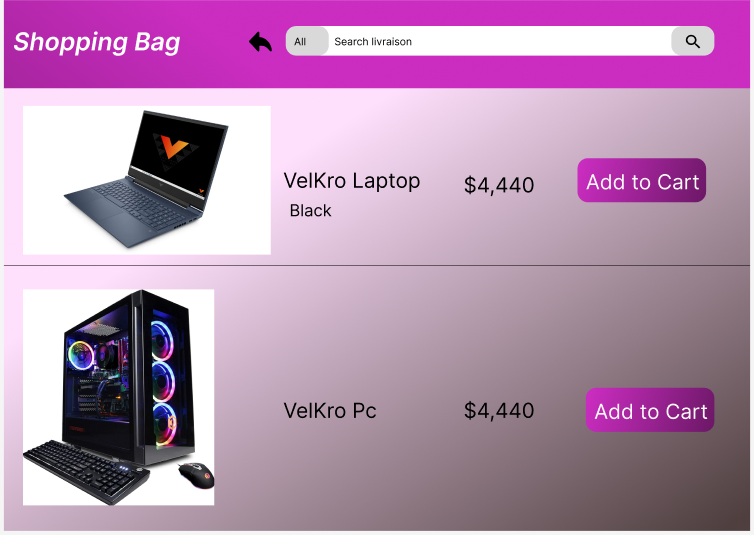 Shopping Bag
All
Search livraison
VelKro Laptop
Black
$4,440
Add to Cart
VelKro Pc
$4,440
Add to Cart